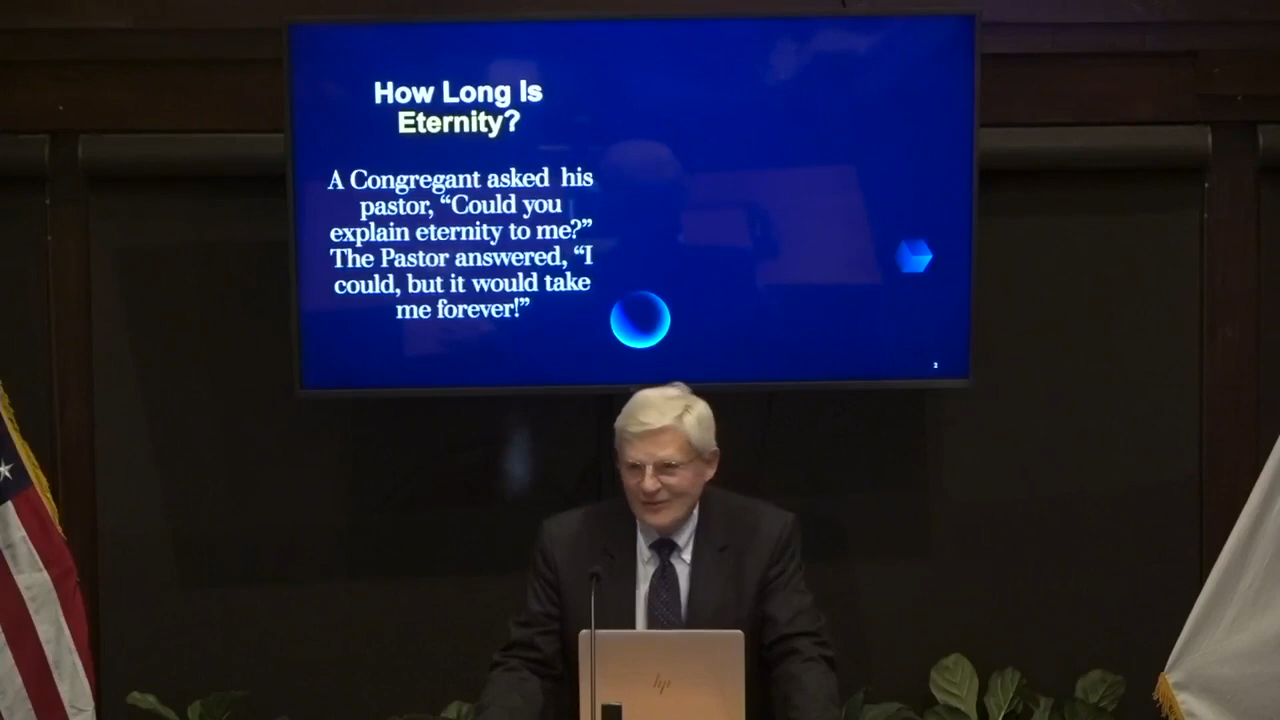 How Long Is
Eternity?
A Congregant asked his
pastor, “Could you
explain eternity to me?”
The Pastor answered, “I
could, but it would take
me forever!”
2
hp